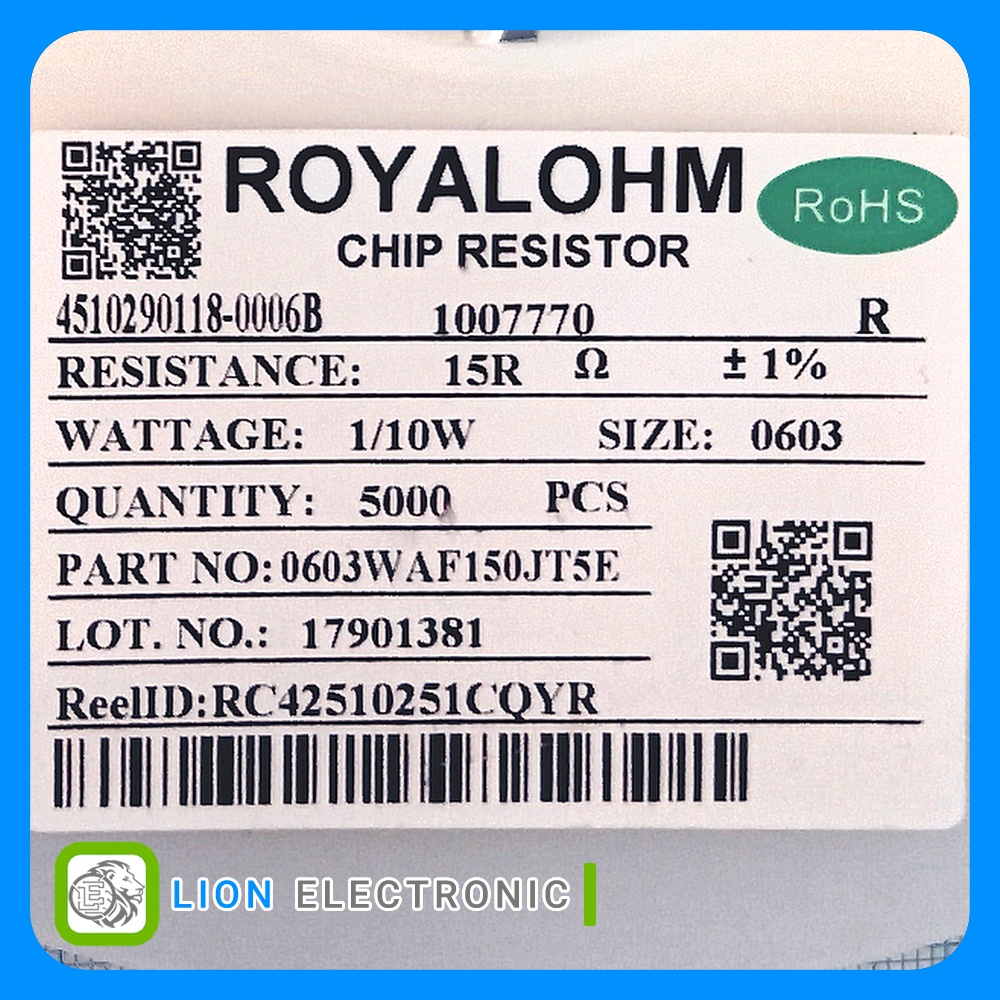 ROYALOHM
RoHS
CHIP RESISTOR
4510290118-0006B 1007770 R
RESISTANCE: 15R Ω ± 1%
WATTAGE: 1/10W SIZE: 0603
QUANTITY: 5000 PCS
PART NO: 0603WAF150JT5E
LOT. NO.: 17901381
ReelID:RC42510251CQYR
LE
LION ELECTRONIC